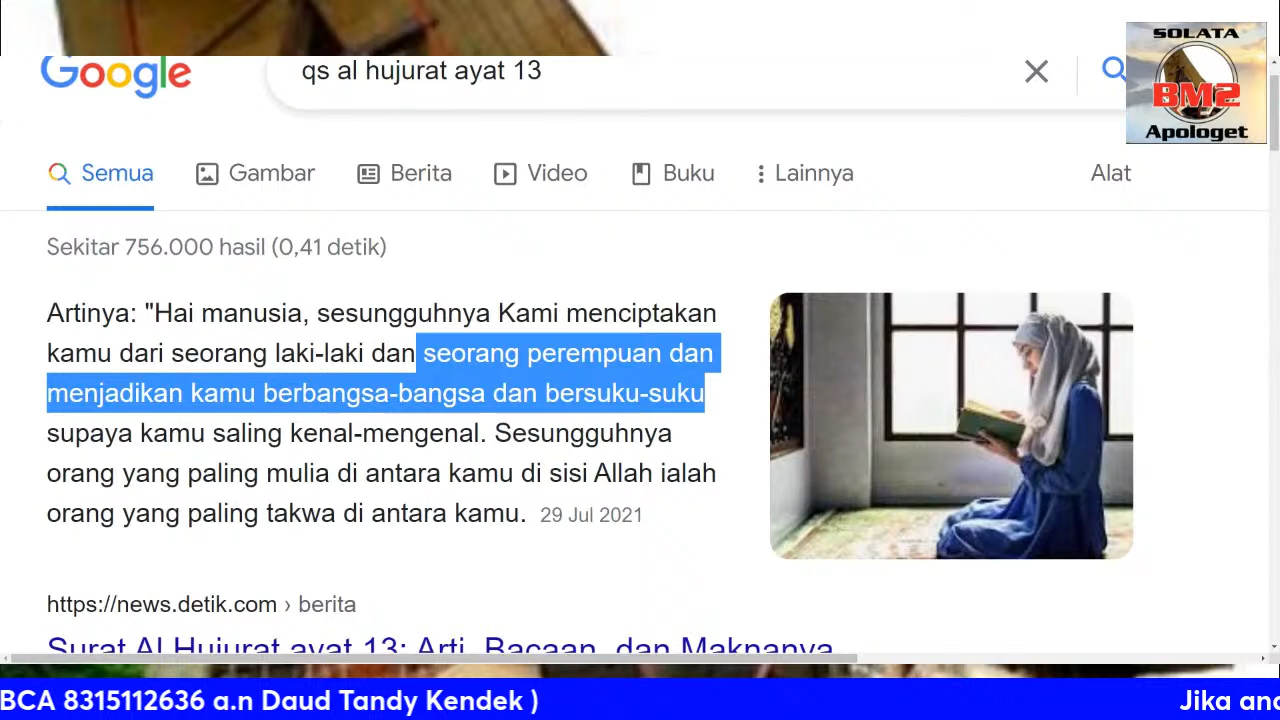 SOLATA
BM2
Apologet
Google
qs al hujurat ayat 13
Semua
Gambar
Berita
Video
Buku
Lainnya
Alat
Sekitar 756.000 hasil (0,41 detik)
Artinya: "Hai manusia, sesungguhnya Kami menciptakan
kamu dari seorang laki-laki dan seorang perempuan dan
menjadikan kamu berbangsa-bangsa dan bersuku-suku
supaya kamu saling kenal-mengenal. Sesungguhnya
orang yang paling mulia di antara kamu di sisi Allah ialah
orang yang paling takwa di antara kamu. 29 Jul 2021
https://news.detik.com › berita
Surat Al Hujurat ayat 13: Arti, Bacaan, dan Maknanya
BCA 8315112636 a.n Daud Tandy Kendek )
Jika